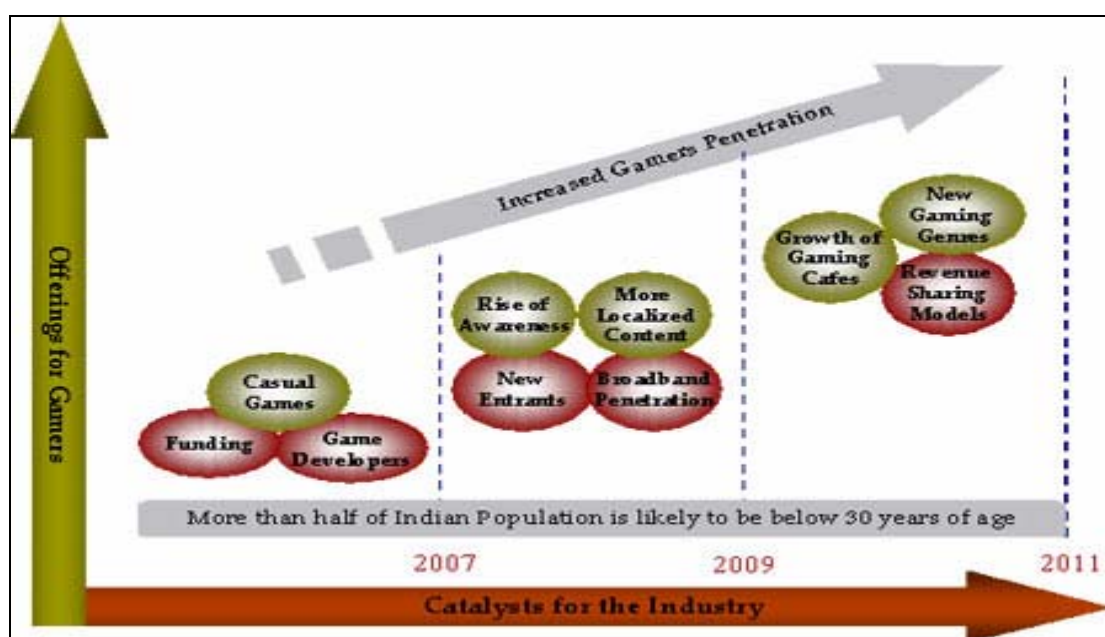 Increased Gamers Penetration
New
Gaming
Genres
Growth of
Gaming
Cafes
Revenue
Sharing
Models
Rise of
Awareness
More
Localized
Content
New
Entrants
Broadband
Penetration
Casual
Games
Funding
Game
Developers
Offerings for Gamers
More than half of Indian Population is likely to be below 30 years of age
2007
2009
2011
Catalysts for the Industry